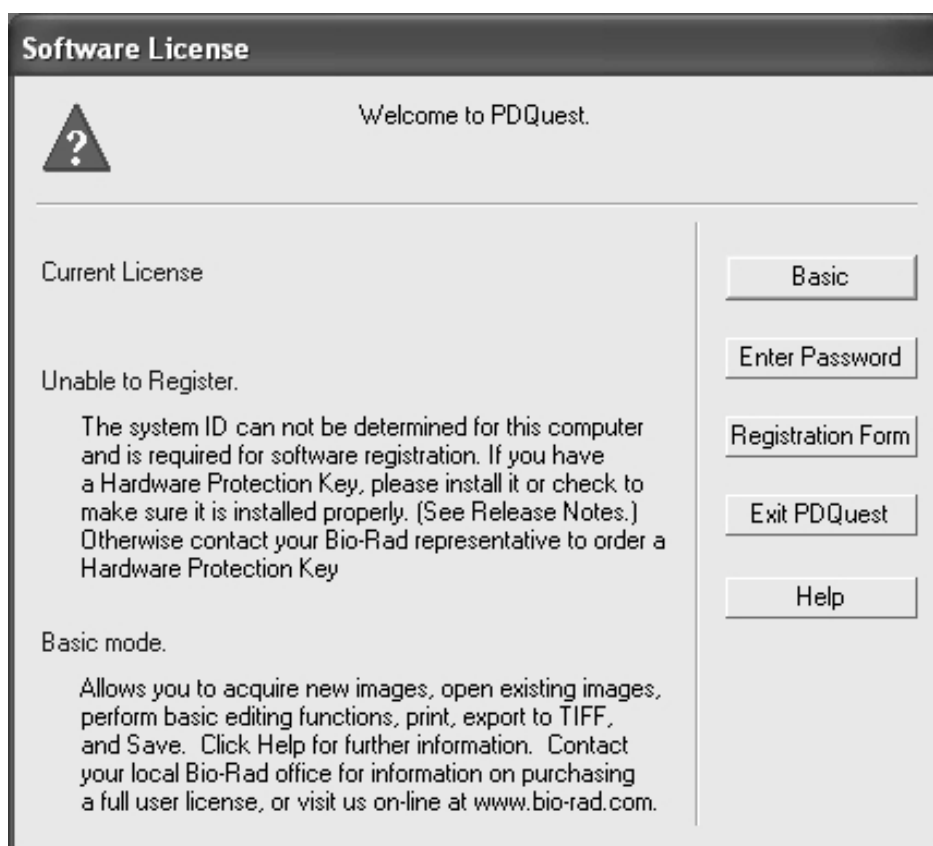 Software License
?
Welcome to PDQuest.
Current License
Unable to Register.
The system ID can not be determined for this computer
and is required for software registration. If you have
a Hardware Protection Key, please install it or check to
make sure it is installed properly. (See Release Notes.)
Otherwise contact your Bio-Rad representative to order a
Hardware Protection Key
Basic mode.
Allows you to acquire new images, open existing images,
perform basic editing functions, print, export to TIFF,
and Save. Click Help for further information. Contact
your local Bio-Rad office for information on purchasing
a full user license, or visit us on-line at www.bio-rad.com.
Basic
Enter Password
Registration Form
Exit PDQuest
Help